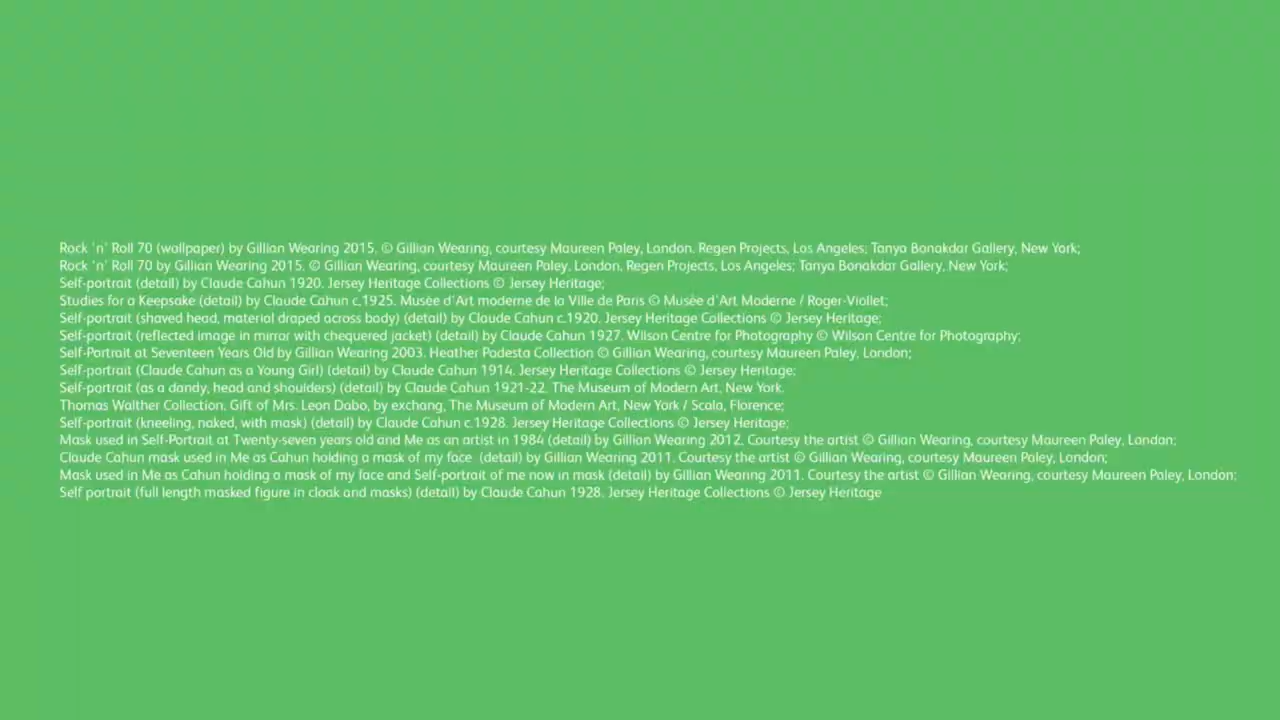 Rock 'n' Roll 70 (wallpaper) by Gillian Wearing 2015. © Gillian Wearing, courtesy Maureen Paley, London. Regen Projects, Los Angeles; Tanya Bonakdar Gallery, New York;
Rock 'n' Roll 70 by Gillian Wearing 2015. © Gillian Wearing, courtesy Maureen Paley, London, Regen Projects, Los Angeles; Tanya Bonakdar Gallery, New York;
Self-portrait (detail) by Claude Cahun 1920. Jersey Heritage Collections © Jersey Heritage;
Studies for a Keepsake (detail) by Claude Cahun c.1925. Musée d'Art moderne de la Ville de Paris © Musée d'Art Moderne / Roger-Viollet;
Self-portrait (shaved head, material draped across body) (detail) by Claude Cahun c.1920. Jersey Heritage Collections © Jersey Heritage;
Self-portrait (reflected image in mirror with chequered jacket) (detail) by Claude Cahun 1927. Wilson Centre for Photography © Wilson Centre for Photography;
Self-Portrait at Seventeen Years Old by Gillian Wearing 2003. Heather Podesta Collection © Gillian Wearing, courtesy Maureen Paley, London;
Self-portrait (Claude Cahun as a Young Girl) (detail) by Claude Cahun 1914. Jersey Heritage Collections © Jersey Heritage;
Self-portrait (as a dandy, head and shoulders) (detail) by Claude Cahun 1921-22. The Museum of Modern Art, New York.
Thomas Walther Collection. Gift of Mrs. Leon Dabo, by exchang, The Museum of Modern Art, New York / Scala, Florence;
Self-portrait (kneeling, naked, with mask) (detail) by Claude Cahun c.1928. Jersey Heritage Collections © Jersey Heritage;
Mask used in Self-Portrait at Twenty-seven years old and Me as an artist in 1984 (detail) by Gillian Wearing 2012. Courtesy the artist © Gillian Wearing, courtesy Maureen Paley, London;
Claude Cahun mask used in Me as Cahun holding a mask of my face (detail) by Gillian Wearing 2011. Courtesy the artist © Gillian Wearing, courtesy Maureen Paley, London;
Mask used in Me as Cahun holding a mask of my face and Self-portrait of me now in mask (detail) by Gillian Wearing 2011. Courtesy the artist © Gillian Wearing, courtesy Maureen Paley, London;
Self portrait (full length masked figure in cloak and masks) (detail) by Claude Cahun 1928. Jersey Heritage Collections © Jersey Heritage